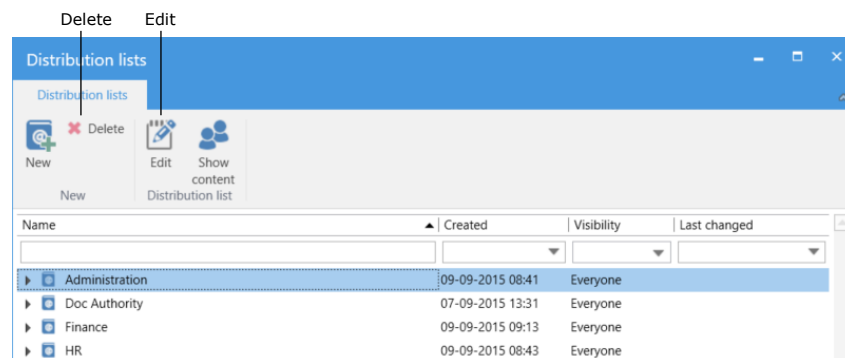 Delete Edit
Distribution lists
Distribution lists
Delete
New Edit Show
content
New Distribution list
Name Created Visibility Last changed
Administration 09-09-2015 08:41 Everyone
Doc Authority 07-09-2015 13:31 Everyone
Finance 09-09-2015 09:13 Everyone
HR 09-09-2015 08:43 Everyone